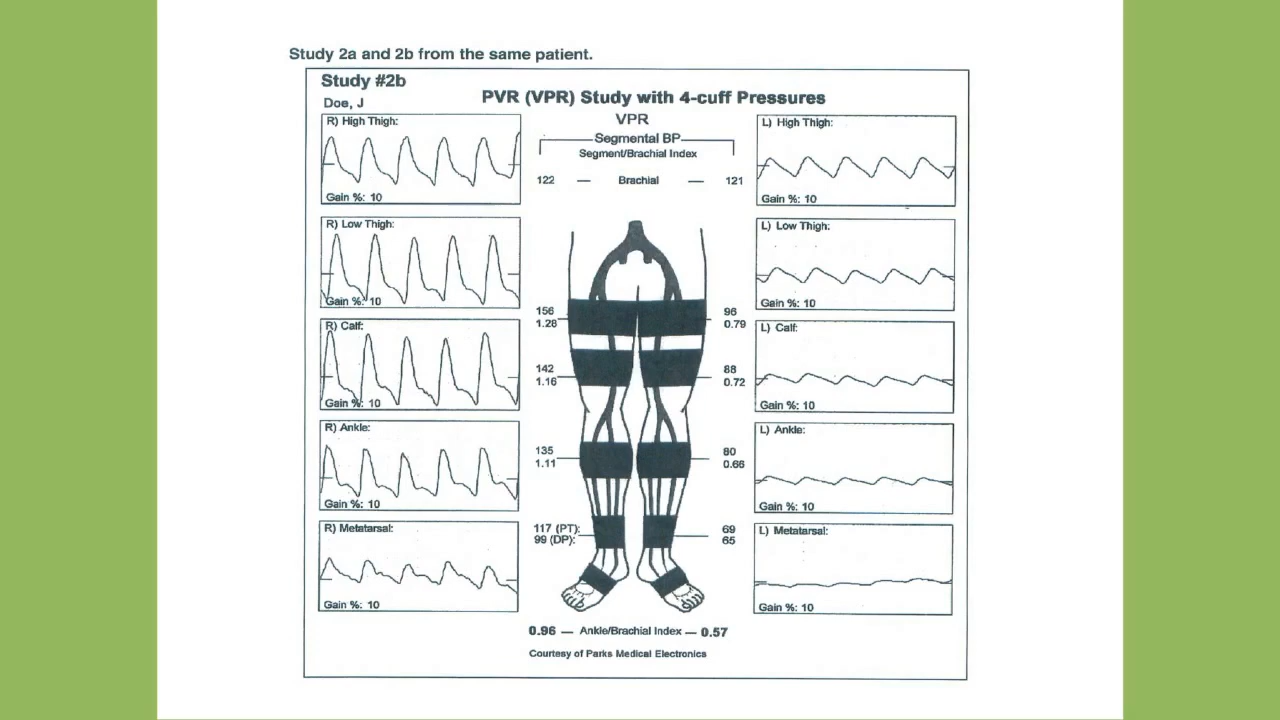 Study 2a and 2b from the same patient.
Study #2b
Doe, J
PVR (VPR) Study with 4-cuff Pressures
VPR
Segmental BP
Segment/Brachial Index
122 — Brachial — 121
R) High Thigh:
Gain %: 10
R) Low Thigh:
Gain %: 10
R) Calf:
Gain %: 10
R) Ankle:
Gain %: 10
R) Metatarsal:
Gain %: 10
156
1.28
142
1.16
135
1.11
117 (PT):
99 (DP):
96
0.79
88
0.72
80
0.66
69
65
L) High Thigh:
Gain %: 10
L) Low Thigh:
Gain %: 10
L) Calf:
Gain %: 10
L) Ankle:
Gain %: 10
L) Metatarsal:
Gain %: 10
0.96 — Ankle/Brachial Index — 0.57
Courtesy of Parks Medical Electronics